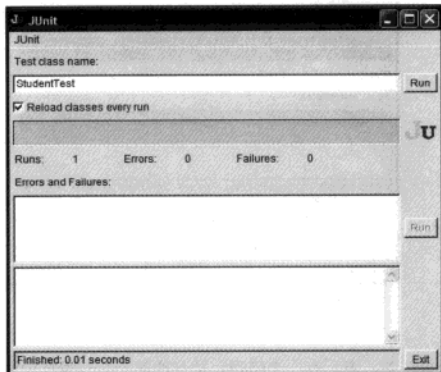 J JUnit
JUnit
Test class name:
StudentTest Run
Reload classes every run
JU
Runs: 1 Errors: 0 Failures: 0
Errors and Failures:
Run
Finished: 0.01 seconds Exit